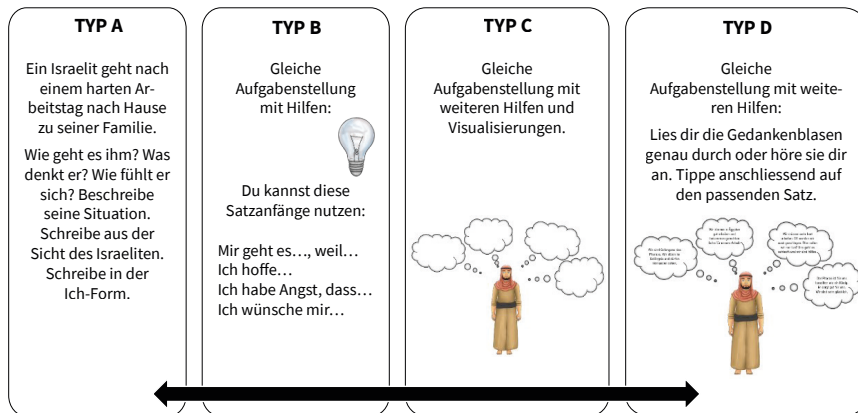 TYP A
Ein Israelit geht nach
einem harten Ar-
beitstag nach Hause
zu seiner Familie.
Wie geht es ihm? Was
denkt er? Wie fühlt er
sich? Beschreibe
seine Situation.
Schreibe aus der
Sicht des Israeliten.
Schreibe in der
Ich-Form.
TYP B
Gleiche
Aufgabenstellung
mit Hilfen:
Du kannst diese
Satzanfänge nutzen:
Mir geht es…, weil…
Ich hoffe…
Ich habe Angst, dass…
Ich wünsche mir…
TYP C
Gleiche
Aufgabenstellung mit
weiteren Hilfen und
Visualisierungen.
TYP D
Gleiche
Aufgabenstellung mit weite-
ren Hilfen:
Lies dir die Gedankenblasen
genau durch oder höre sie dir
an. Tippe anschliessend auf
den passenden Satz.